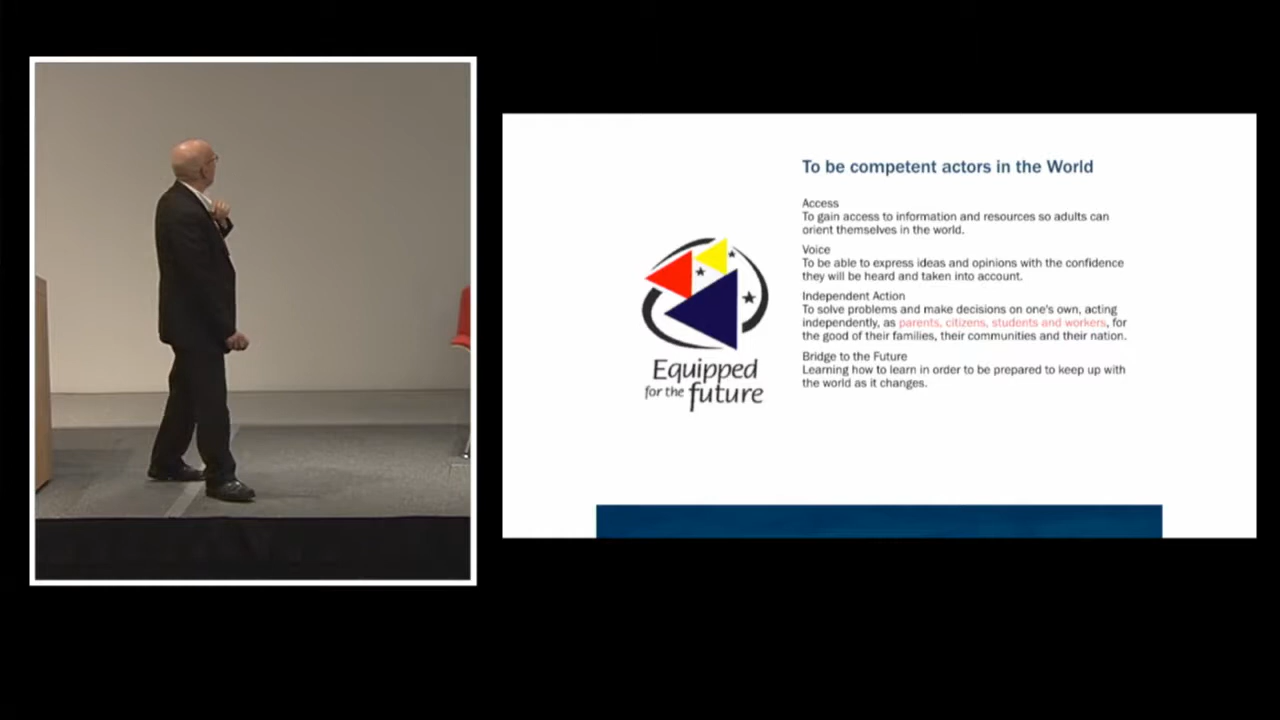 To be competent actors in the World
Access
To gain access to information and resources so adults can
orient themselves in the world.
Voice
To be able to express ideas and opinions with the confidence
they will be heard and taken into account.
Independent Action
To solve problems and make decisions on one's own, acting
independently, as parents, citizens, students and workers, for
the good of their families, their communities and their nation.
Bridge to the Future
Learning how to learn in order to be prepared to keep up with
the world as it changes.
Equipped
for the future